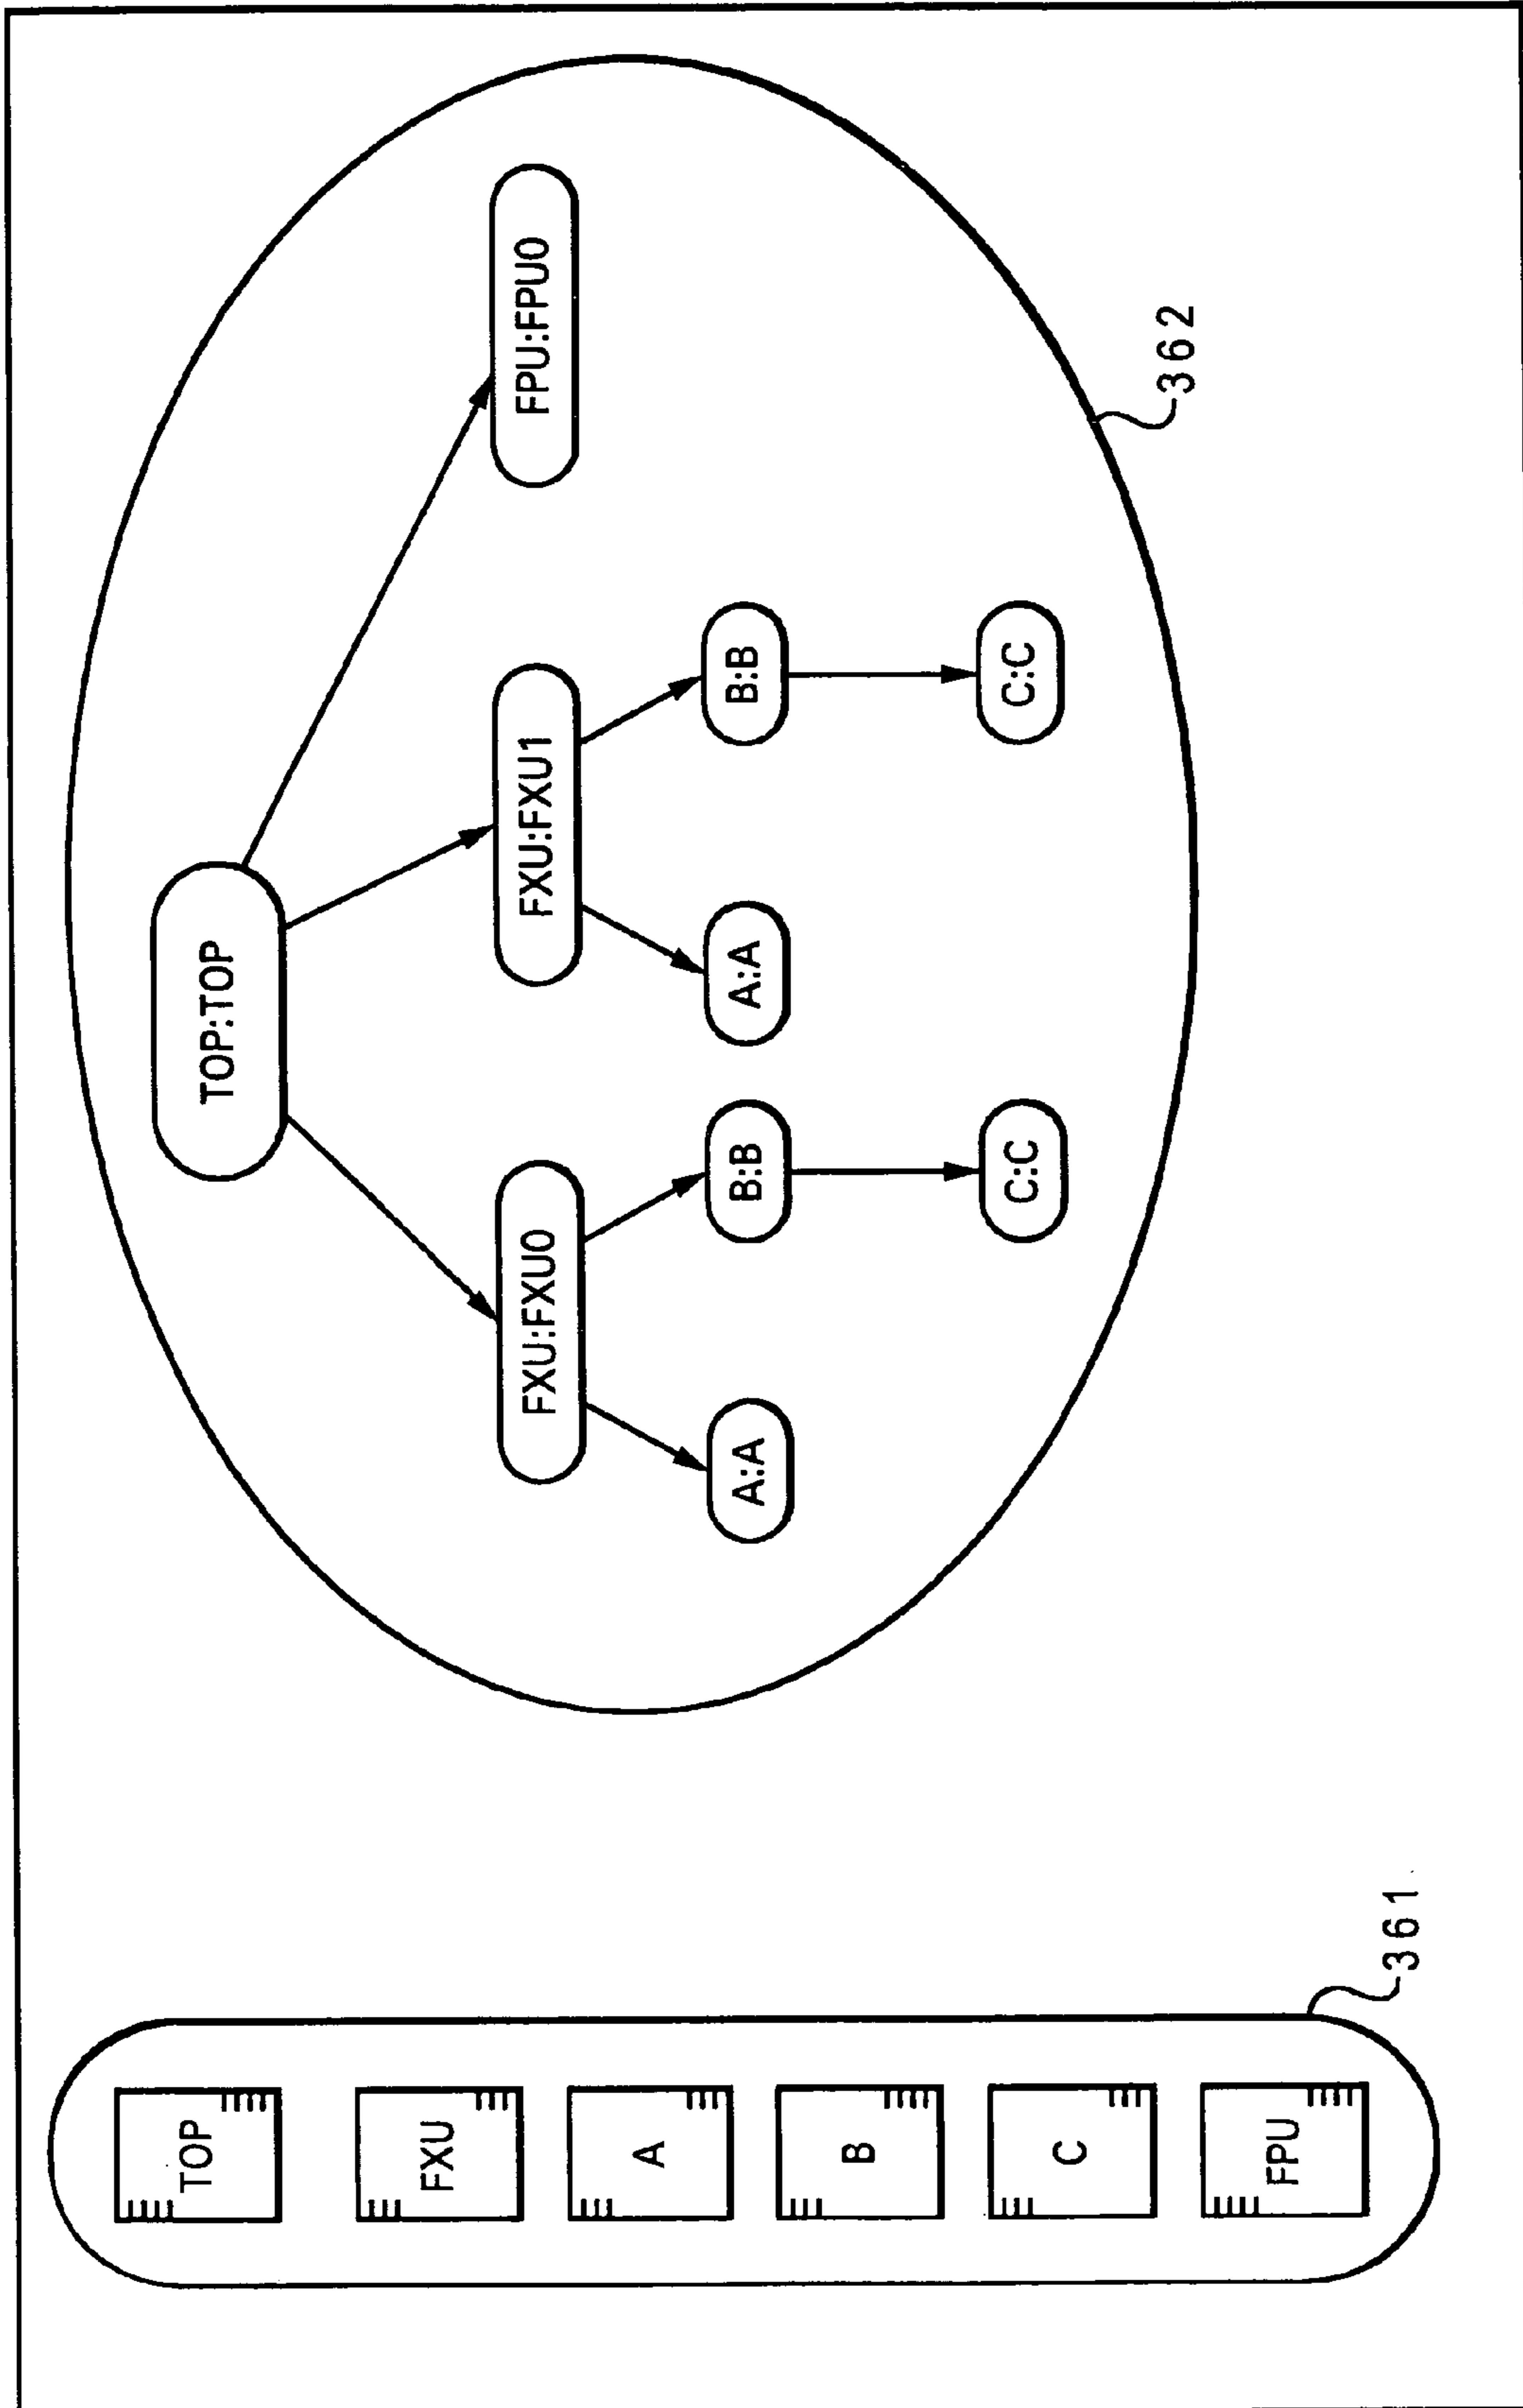 TOP
FXU
A
B
C
FPU
361
TOP:TOP
FXU:FXU0
FXU:FXU1
FPU:FPU0
A:A
B:B
A:A
B:B
C:C
C:C
362